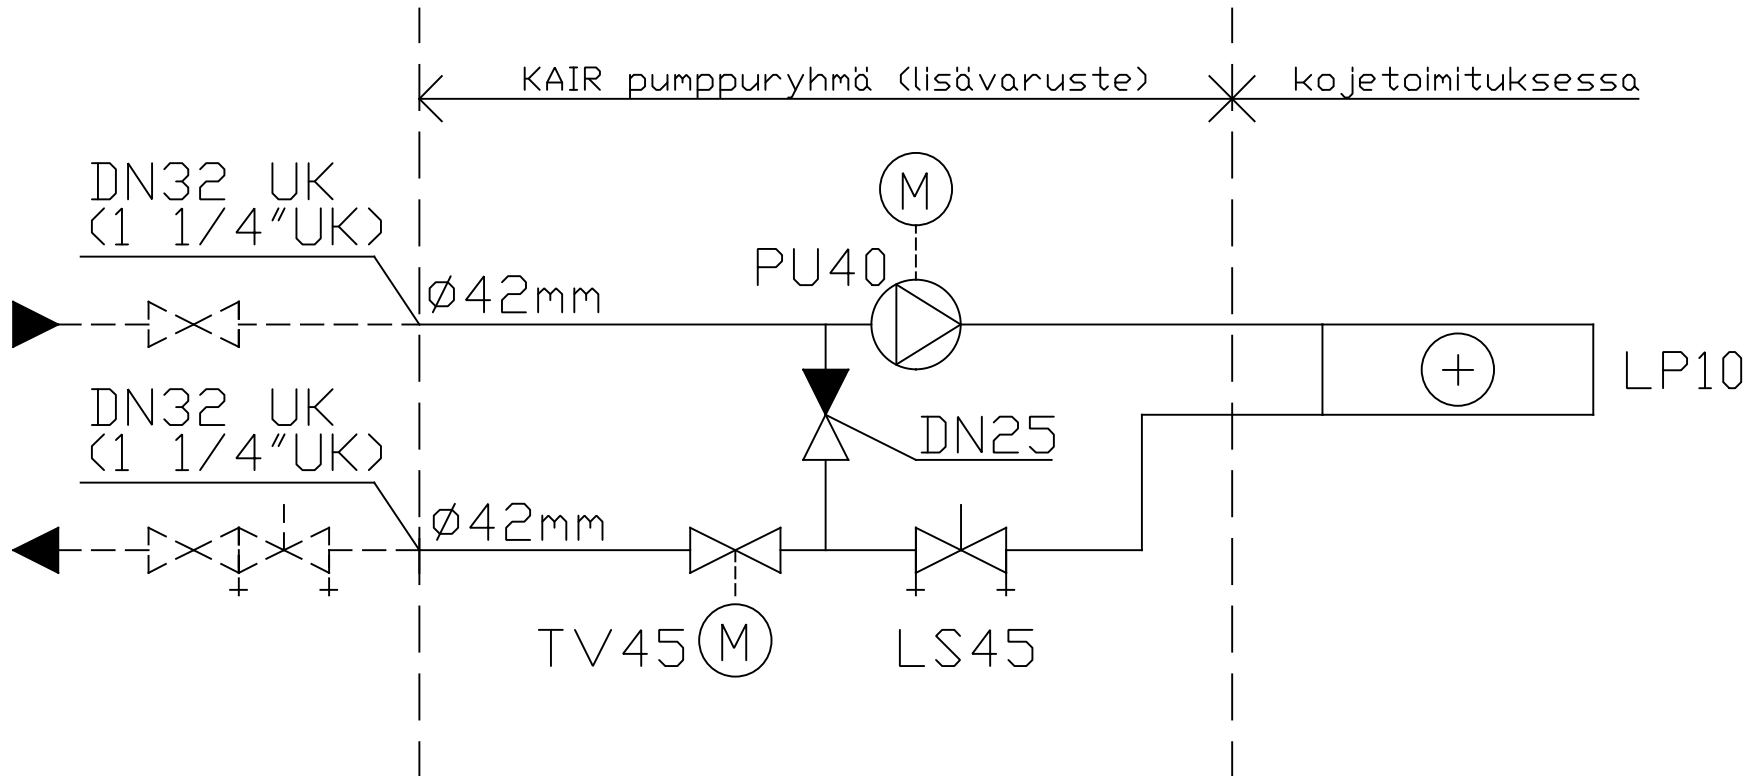 KAIR pumppuryhmä (lisävaruste)
kojetoimituksessa
DN32 UK
(1 1/4"UK)
M
PU40
Ø42mm
LP10
DN32 UK
(1 1/4"UK)
DN25
Ø42mm
TV45
M
LS45